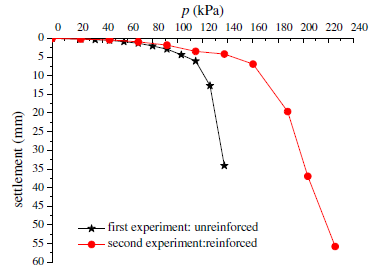 p (kPa)
0 20 40 60 80 100 120 140 160 180 200 220 240
0
5
10
15
20
25
30
35
40
45
50
55
60
settlement (mm)
first experiment: unreinforced
second experiment:reinforced